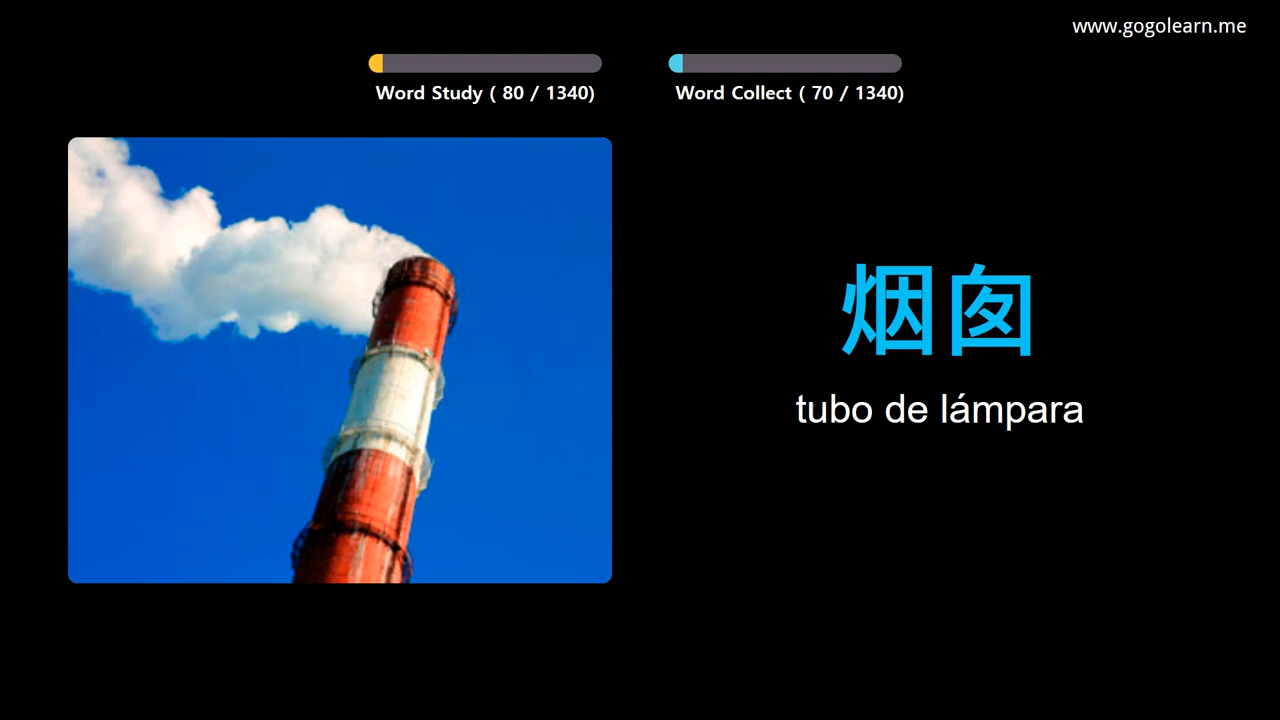 www.gogolearn.me
Word Study ( 80 / 1340)
Word Collect ( 70 / 1340)
烟囱
tubo de lámpara